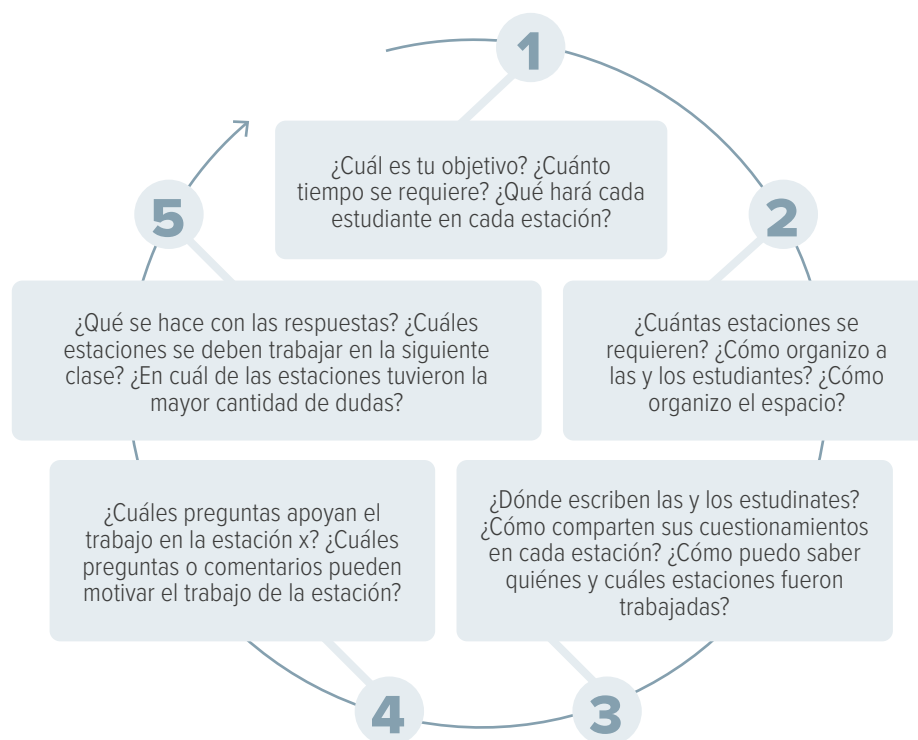 1
¿Cuál es tu objetivo? ¿Cuánto
tiempo se requiere? ¿Qué hará cada
estudiante en cada estación?
2
¿Cuántas estaciones se
requieren? ¿Cómo organizo a
las y los estudiantes? ¿Cómo
organizo el espacio?
3
¿Dónde escriben las y los estudinates?
¿Cómo comparten sus cuestionamientos
en cada estación? ¿Cómo puedo saber
quiénes y cuáles estaciones fueron
trabajadas?
4
¿Cuáles preguntas apoyan el
trabajo en la estación x? ¿Cuáles
preguntas o comentarios pueden
motivar el trabajo de la estación?
5
¿Qué se hace con las respuestas? ¿Cuáles
estaciones se deben trabajar en la siguiente
clase? ¿En cuál de las estaciones tuvieron la
mayor cantidad de dudas?